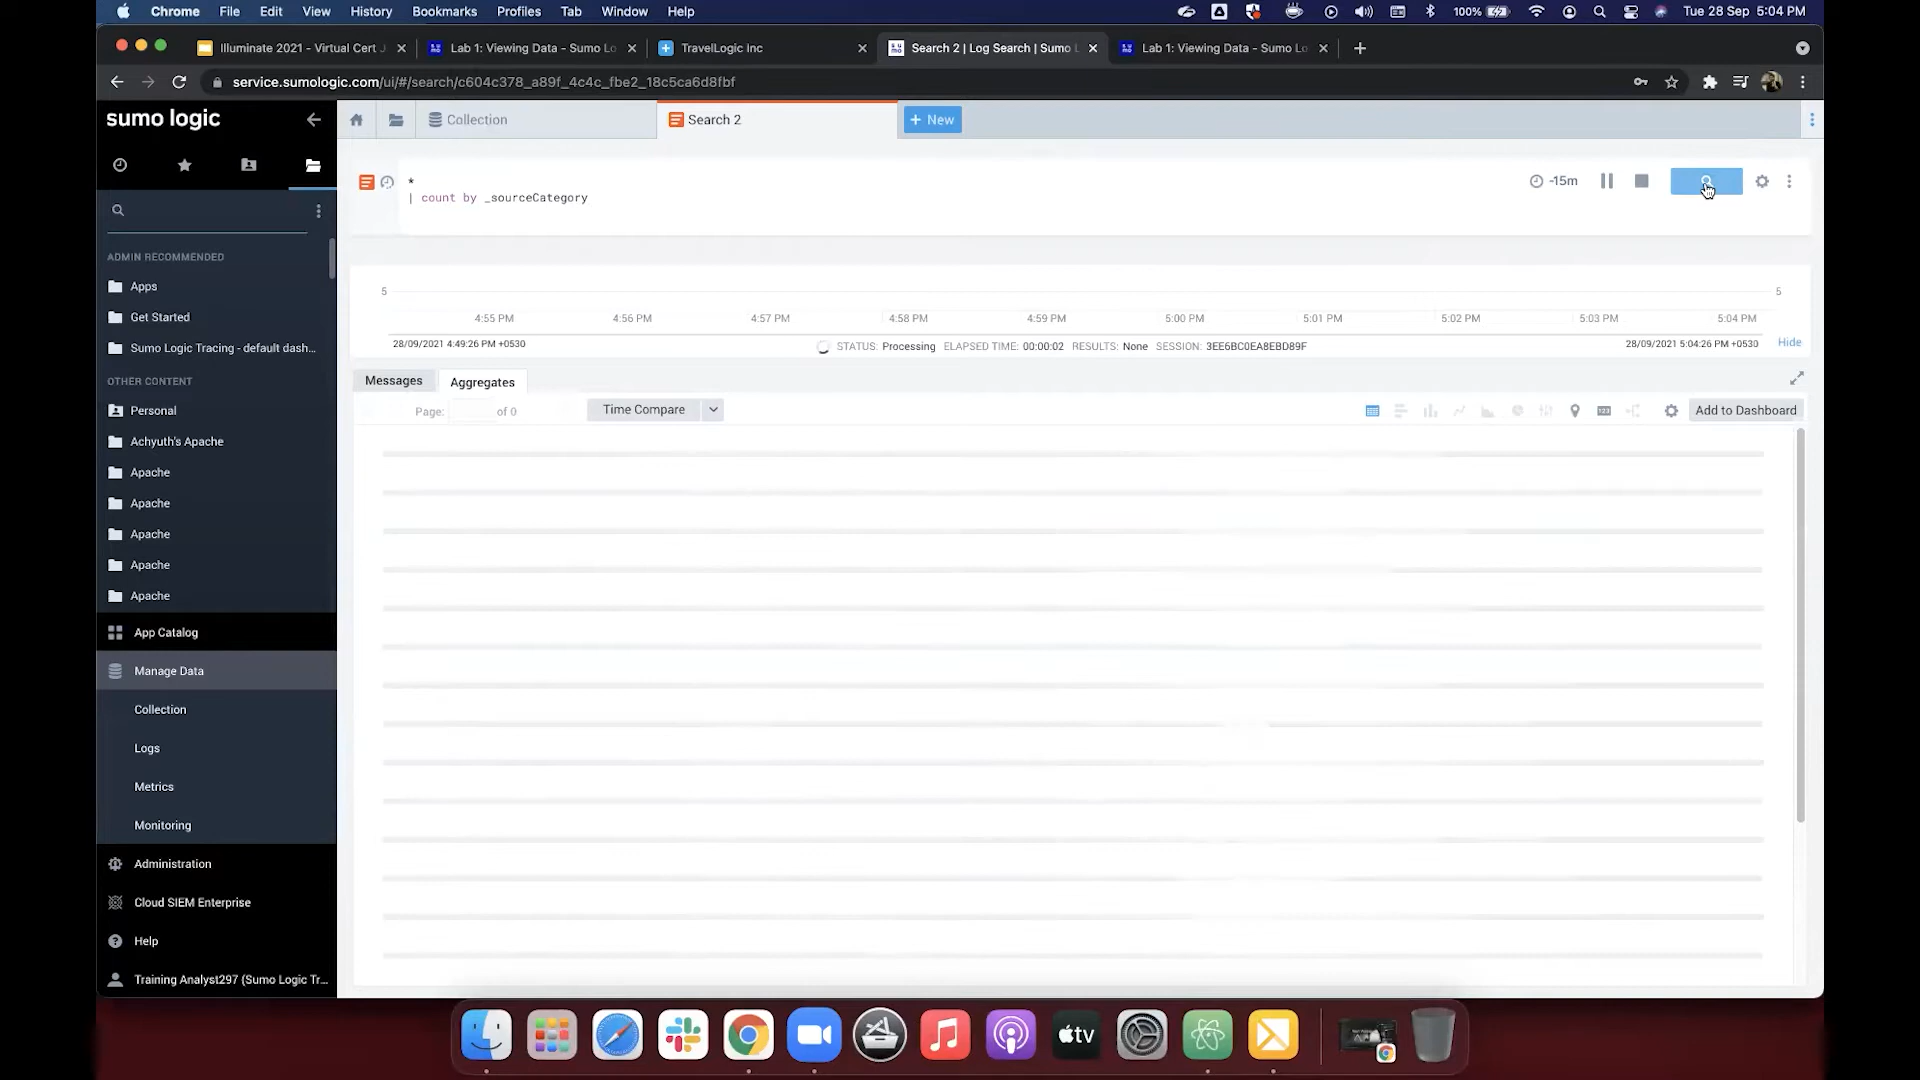 Chrome File Edit View History Bookmarks Profiles Tab Window Help 100% Tue 28 Sep 5:04 PM
Illuminate 2021 - Virtual Cert J Lab 1: Viewing Data - Sumo Lo TravelLogic Inc Search 2 | Log Search | Sumo L Lab 1: Viewing Data - Sumo Lo
service.sumologic.com/ui/#/search/c604c378_a89f_4c4c_fbe2_18c5ca6d8fbf
sumo logic
Collection
Search 2
+ New
*
| count by _sourceCategory
-15m
ADMIN RECOMMENDED
Apps
Get Started
Sumo Logic Tracing - default dash...
OTHER CONTENT
Personal
Achyuth's Apache
Apache
Apache
Apache
Apache
Apache
App Catalog
Manage Data
Collection
Logs
Metrics
Monitoring
Administration
Cloud SIEM Enterprise
Help
Training Analyst297 (Sumo Logic Tr...
5 5
4:55 PM 4:56 PM 4:57 PM 4:58 PM 4:59 PM 5:00 PM 5:01 PM 5:02 PM 5:03 PM 5:04 PM
28/09/2021 4:49:26 PM +0530 STATUS: Processing ELAPSED TIME: 00:00:02 RESULTS: None SESSION: 3EE6BC0EA8EBD89F 28/09/2021 5:04:26 PM +0530 Hide
Messages Aggregates
Page: of 0 Time Compare 123 Add to Dashboard
tv